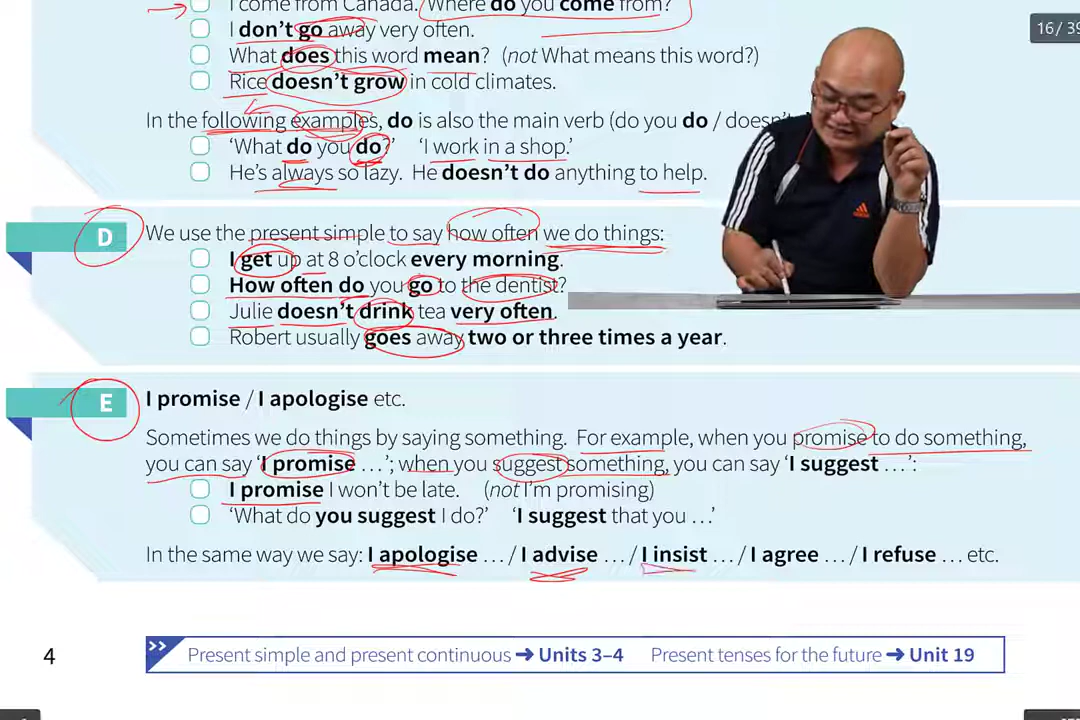 I come from Canada. Where do you come from?
I don't go away very often.
What does this word mean? (not What means this word?)
Rice doesn't grow in cold climates.
In the following examples, do is also the main verb (do you do / doesn't
'What do you do?' 'I work in a shop.'
He's always so lazy. He doesn't do anything to help.
D
We use the present simple to say how often we do things:
I get up at 8 o'clock every morning.
How often do you go to the dentist?
Julie doesn't drink tea very often.
Robert usually goes away two or three times a year.
E
I promise / I apologise etc.
Sometimes we do things by saying something. For example, when you promise to do something,
you can say 'I promise …'; when you suggest something, you can say 'I suggest …':
I promise I won't be late. (not I'm promising)
'What do you suggest I do?' 'I suggest that you …'
In the same way we say: I apologise … / I advise … / I insist … / I agree … / I refuse … etc.
4
Present simple and present continuous ➜ Units 3–4 Present tenses for the future ➜ Unit 19
16 / 39
adidas